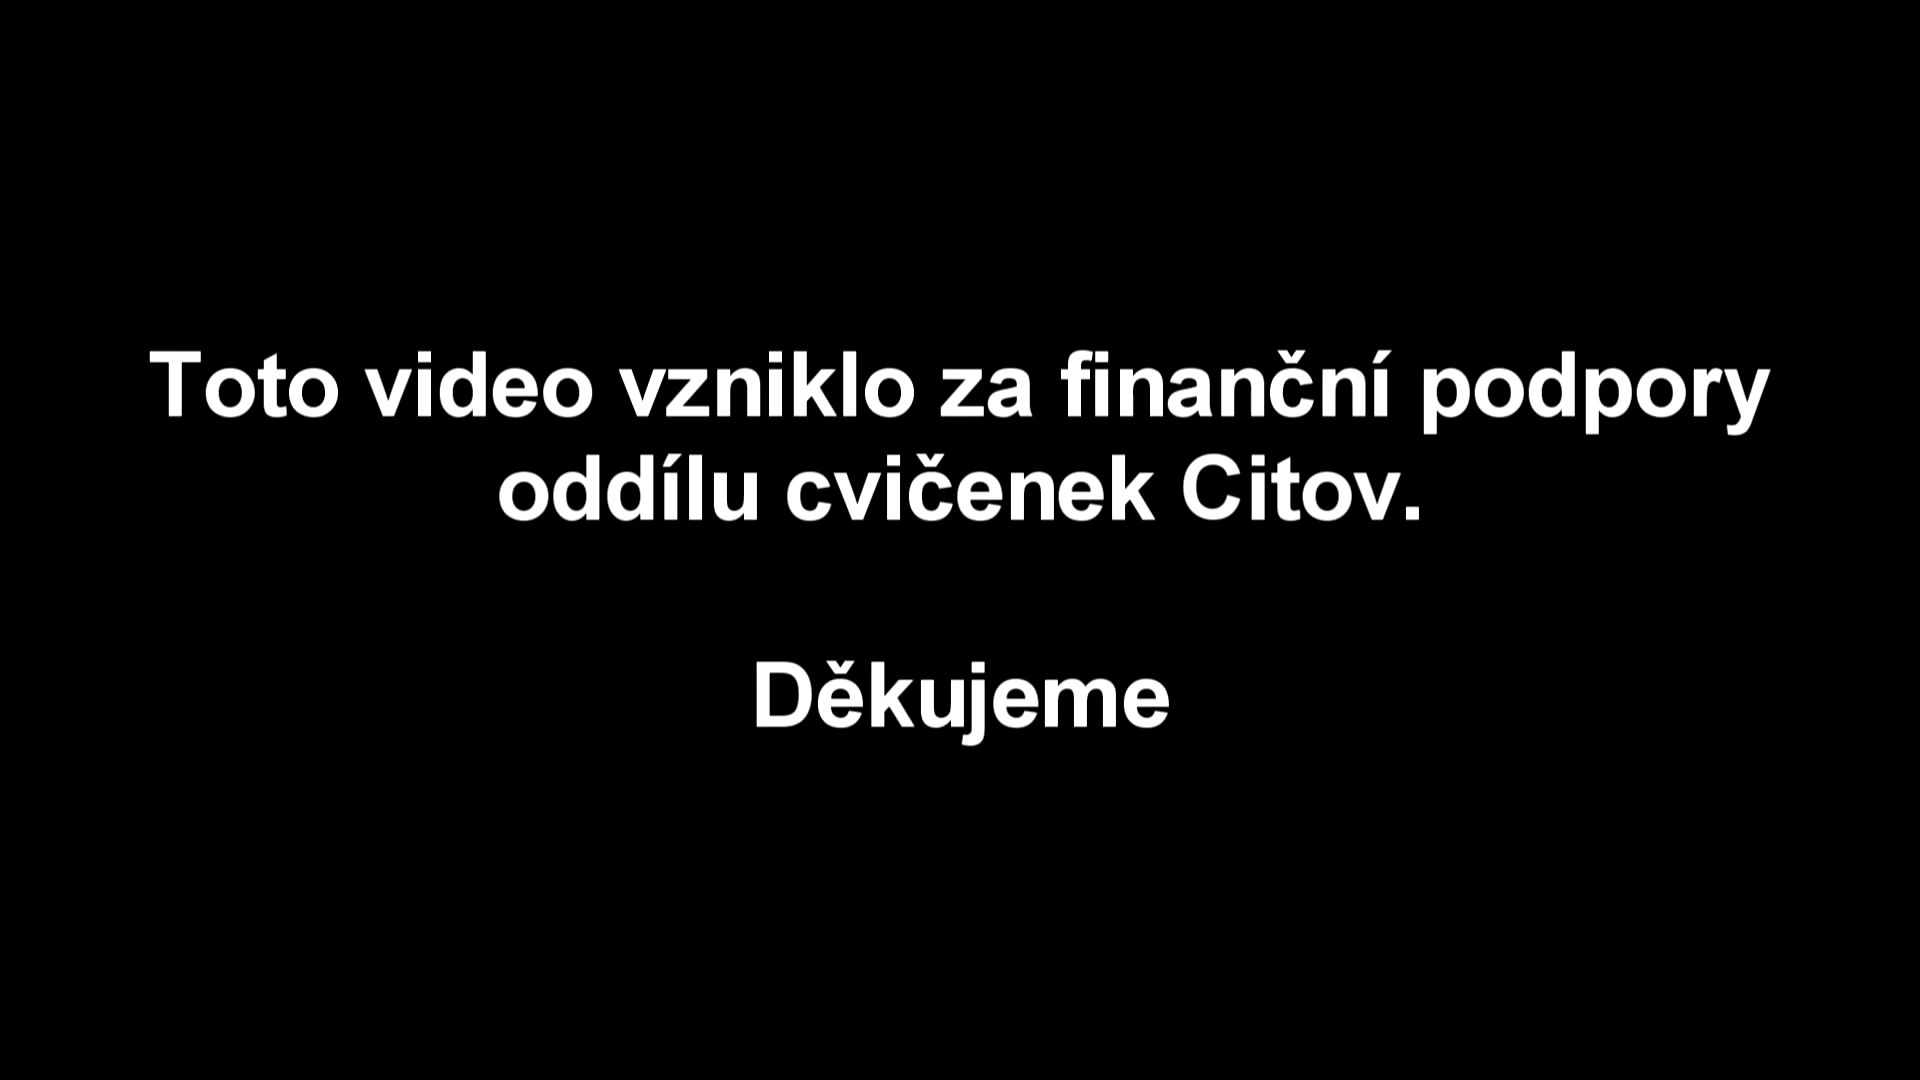 Toto video vzniklo za finanční podpory
oddílu cvičenek Citov.
Děkujeme